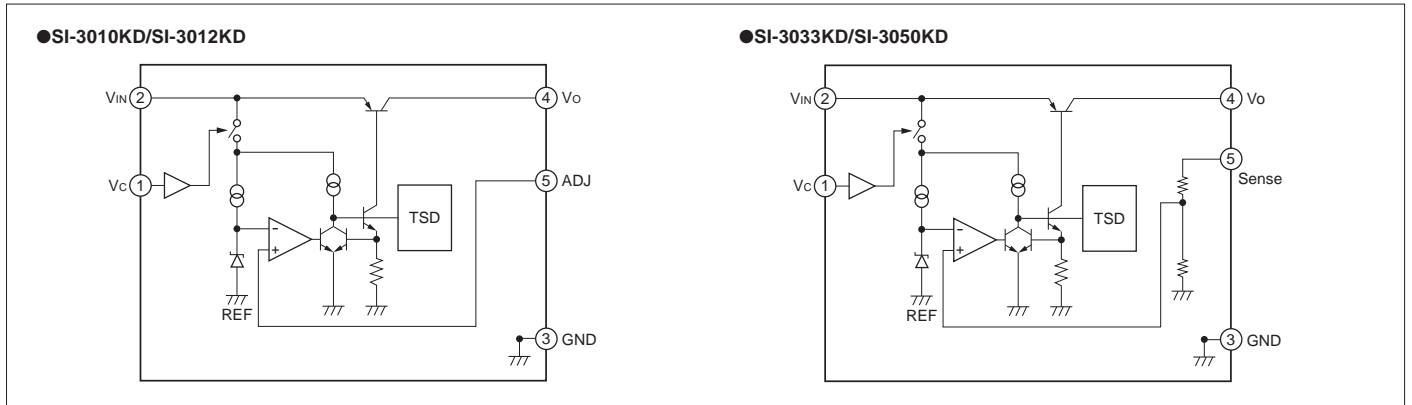 ●SI-3010KD/SI-3012KD
VIN 2
4 VO
VC 1
5 ADJ
TSD
-
+
REF
3 GND
●SI-3033KD/SI-3050KD
VIN 2
4 Vo
5
Sense
VC 1
TSD
-
+
REF
3 GND